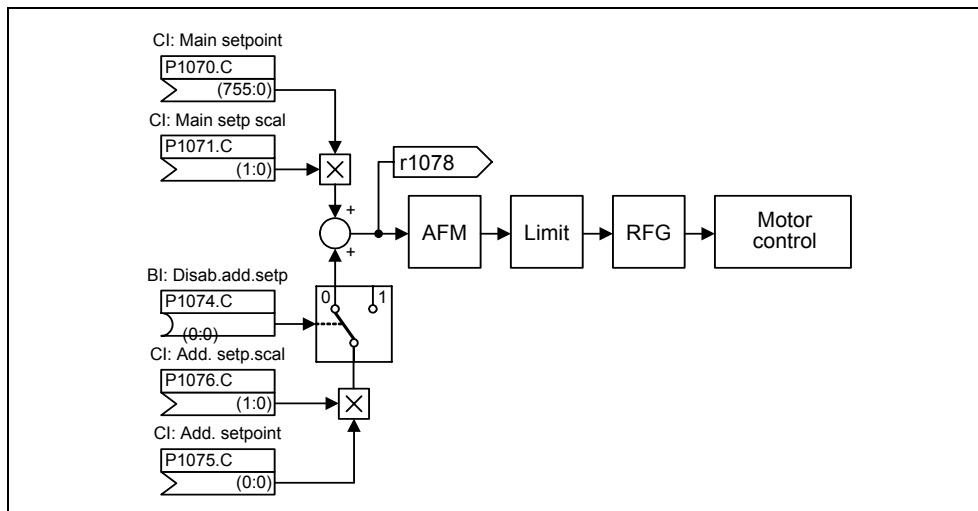 CI: Main setpoint
P1070.C
(755:0)
CI: Main setp scal
P1071.C
(1:0)
×
r1078
+
+
AFM
Limit
RFG
Motor
control
BI: Disab.add.setp
P1074.C
(0:0)
0
1
CI: Add. setp.scal
P1076.C
(1:0)
×
CI: Add. setpoint
P1075.C
(0:0)